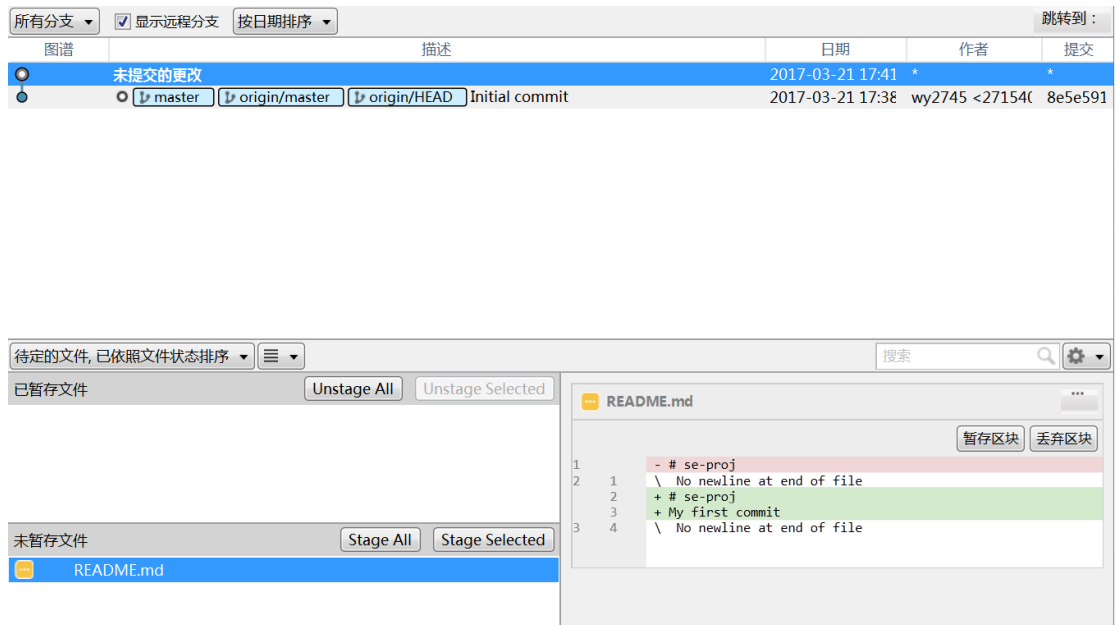 所有分支 显示远程分支 按日期排序 跳转到：
图谱 描述 日期 作者 提交
未提交的更改 2017-03-21 17:41 * *
master origin/master origin/HEAD Initial commit 2017-03-21 17:38 wy2745 <271540 8e5e591
待定的文件, 已依照文件状态排序 搜索
已暂存文件 Unstage All Unstage Selected
README.md
暂存区块 丢弃区块
1 - # se-proj
2 1 \ No newline at end of file
2 + # se-proj
3 + My first commit
3 4 \ No newline at end of file
未暂存文件 Stage All Stage Selected
README.md